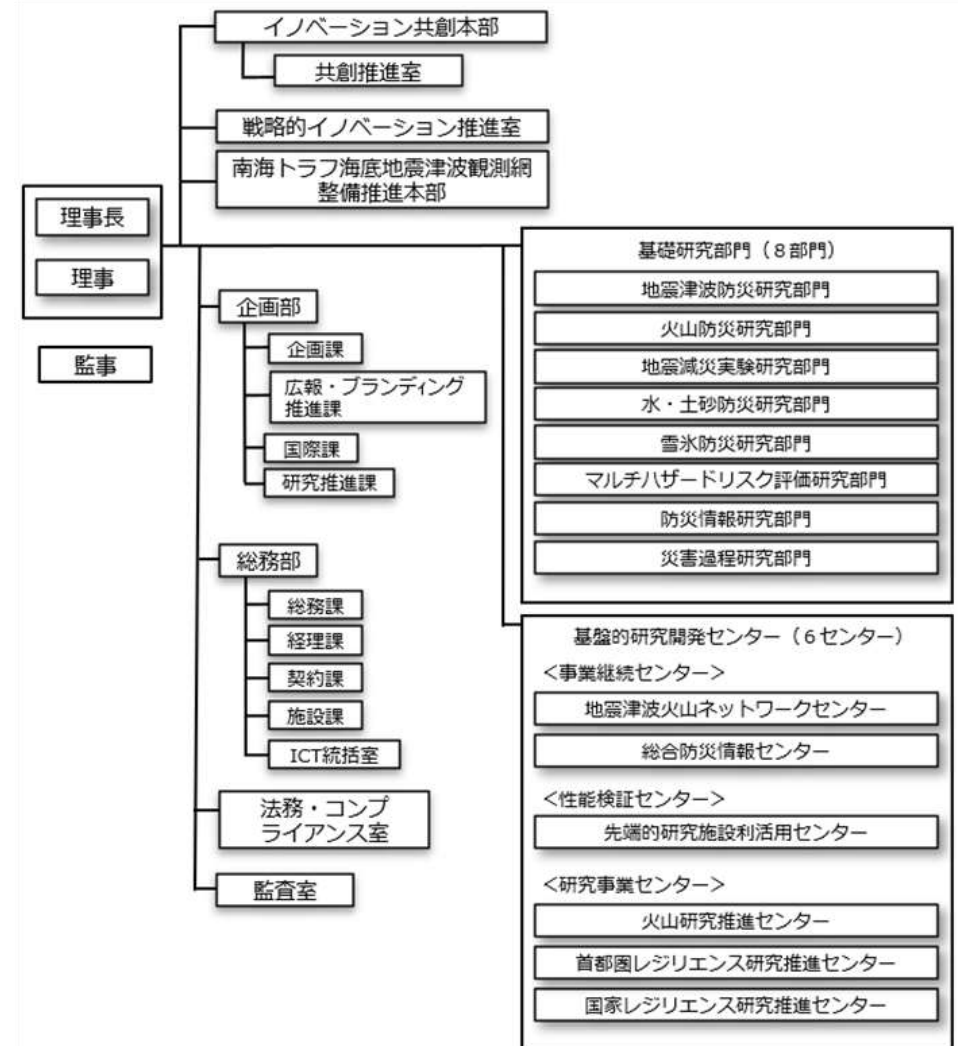 イノベーション共創本部
共創推進室
戦略的イノベーション推進室
南海トラフ海底地震津波観測網
整備推進本部
理事長
理事
監事
企画部
企画課
広報・ブランディング
推進課
国際課
研究推進課
総務部
総務課
経理課
契約課
施設課
ICT統括室
法務・コンプ
ライアンス室
監査室
基礎研究部門（８部門）
地震津波防災研究部門
火山防災研究部門
地震減災実験研究部門
水・土砂防災研究部門
雪氷防災研究部門
マルチハザードリスク評価研究部門
防災情報研究部門
災害過程研究部門
基盤的研究開発センター（６センター）
＜事業継続センター＞
地震津波火山ネットワークセンター
総合防災情報センター
＜性能検証センター＞
先端的研究施設利活用センター
＜研究事業センター＞
火山研究推進センター
首都圏レジリエンス研究推進センター
国家レジリエンス研究推進センター